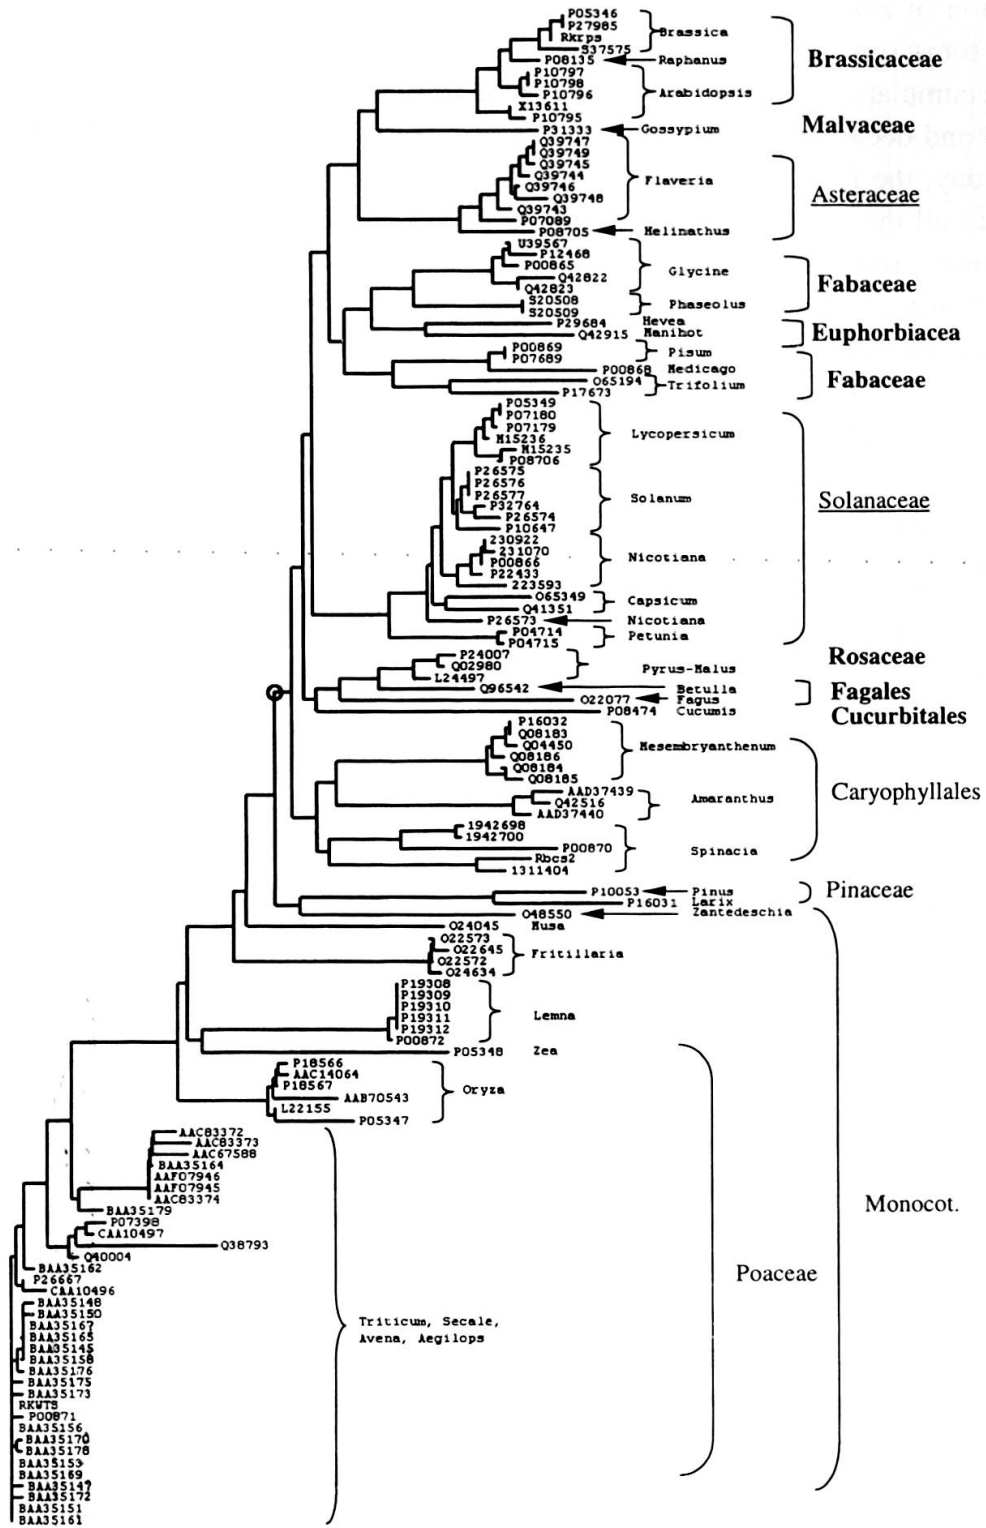 P05346
P27985
Rkrps
S37575
Brassica
P08135
Raphanus
P10797
P10798
P10796
X13611
P10795
Arabidopsis
Brassicaceae
P31333
Gossypium
Malvaceae
Q39747
Q39749
Q39745
Q39744
Q39746
Q39748
Q39743
P07089
Flaveria
P08705
Helinathus
Asteraceae
U39567
P12468
P00865
Q42822
Q42823
Glycine
S20508
S20509
Phaseolus
Fabaceae
P29684 Hevea
Q42915 Manihot
Euphorbiacea
P00869
P07689
Pisum
P00868 Medicago
O65194
P17673
Trifolium
Fabaceae
P05349
P07180
P07179
M15236
M15235
P08706
Lycopersicum
P26575
P26576
P26577
P32764
P26574
P10647
Solanum
230922
231070
P00866
P22433
223593
Nicotiana
O65349
Q41351
Capsicum
P26573
Nicotiana
P04714
P04715
Petunia
Solanaceae
P24007
Q02980
L24497
Pyrus-Malus
Rosaceae
Q96542
Betulla
O22077
Fagus
Fagales
P08474 Cucumis
Cucurbitales
P16032
Q08183
Q04450
Q08186
Q08184
Q08185
Mesembryanthenum
AAD37439
Q42516
AAD37440
Amaranthus
1942698
1942700
P00870
Rbcs2
1311404
Spinacia
Caryophyllales
P10053
Pinus
P16031 Larix
Pinaceae
O48550
Zantedeschia
O24045 Musa
O22573
O22645
O22572
O24634
Fritillaria
P19308
P19309
P19310
P19311
P19312
P00872
Lemna
P05348 Zea
P18566
AAC14064
P18567
AAB70543
L22155
P05347
Oryza
AAC83372
AAC83373
AAC67588
BAA35164
AAF07946
AAF07945
AAC83374
BAA35179
P07398
CAA10497
Q38793
Q40004
BAA35162
P26667
CAA10496
BAA35148
BAA35150
BAA35167
BAA35165
BAA35145
BAA35158
BAA35176
BAA35175
BAA35173
RKWTS
P00871
BAA35156
BAA35170
BAA35178
BAA35153
BAA35169
BAA35147
BAA35172
BAA35151
BAA35161
Triticum, Secale,
Avena, Aegilops
Poaceae
Monocot.